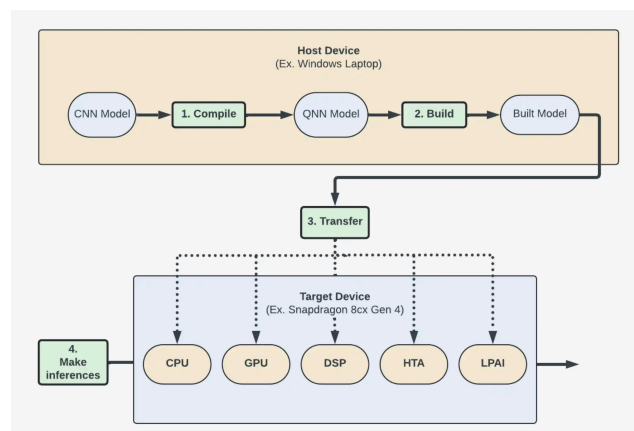 Host Device
(Ex. Windows Laptop)
CNN Model
1. Compile
QNN Model
2. Build
Built Model
3. Transfer
Target Device
(Ex. Snapdragon 8cx Gen 4)
4.
Make
inferences
CPU
GPU
DSP
HTA
LPAI